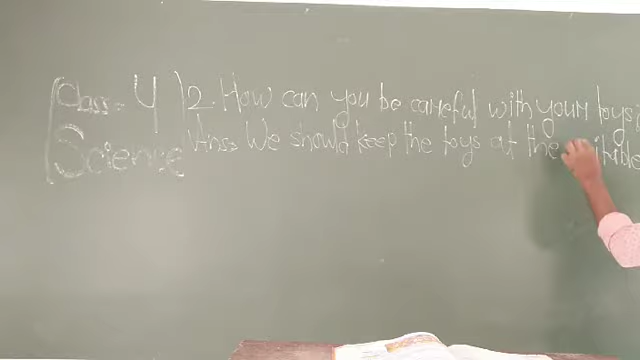 Class- 4
Science
2. How can you be careful with your toys?
Ans: We should keep the toys at the